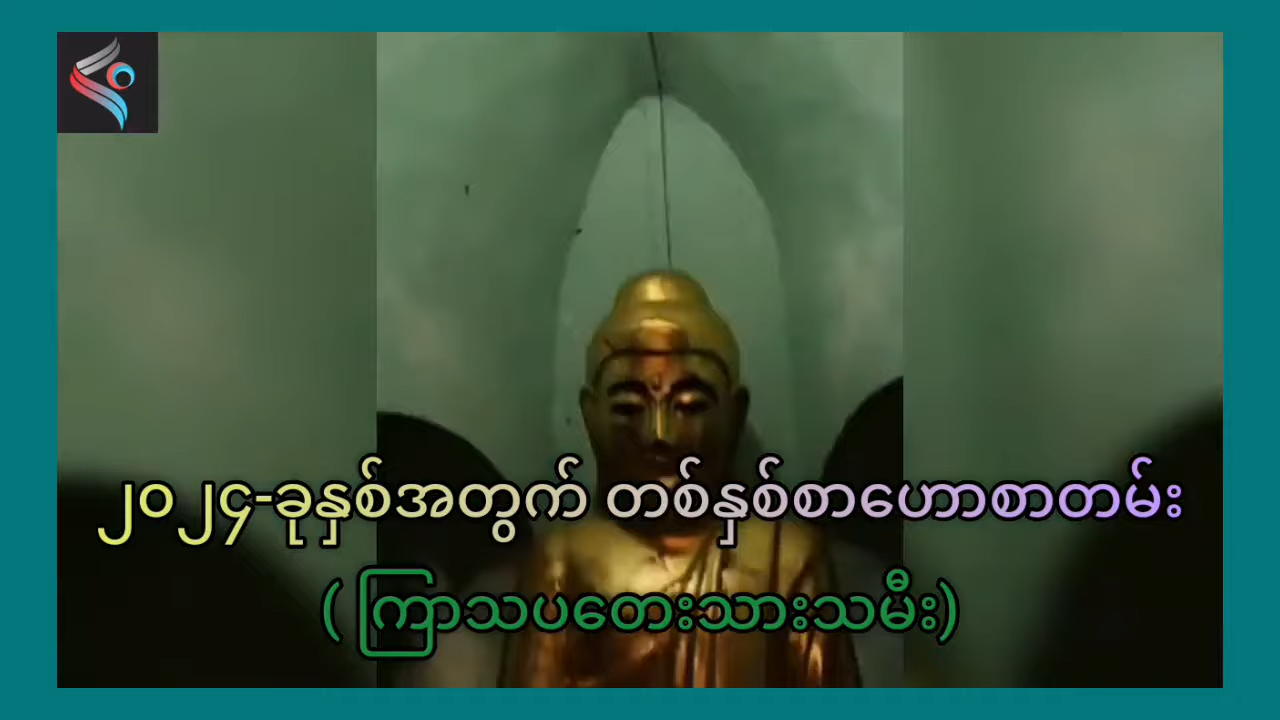 ၂၀၂၄-ခုနှစ်အတွက် တစ်နှစ်စာဟောစာတမ်း
( ကြာသပတေးသားသမီး)